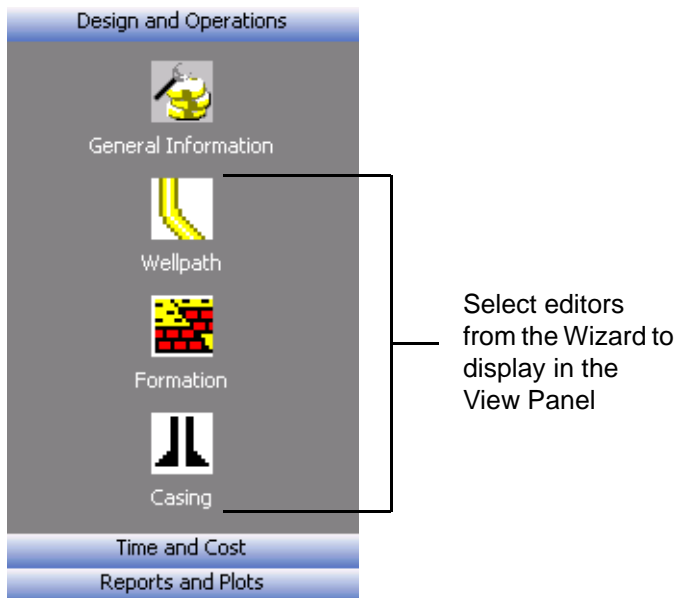 Design and Operations
General Information
Wellpath
Formation
Casing
Select editors
from the Wizard to
display in the
View Panel
Time and Cost
Reports and Plots